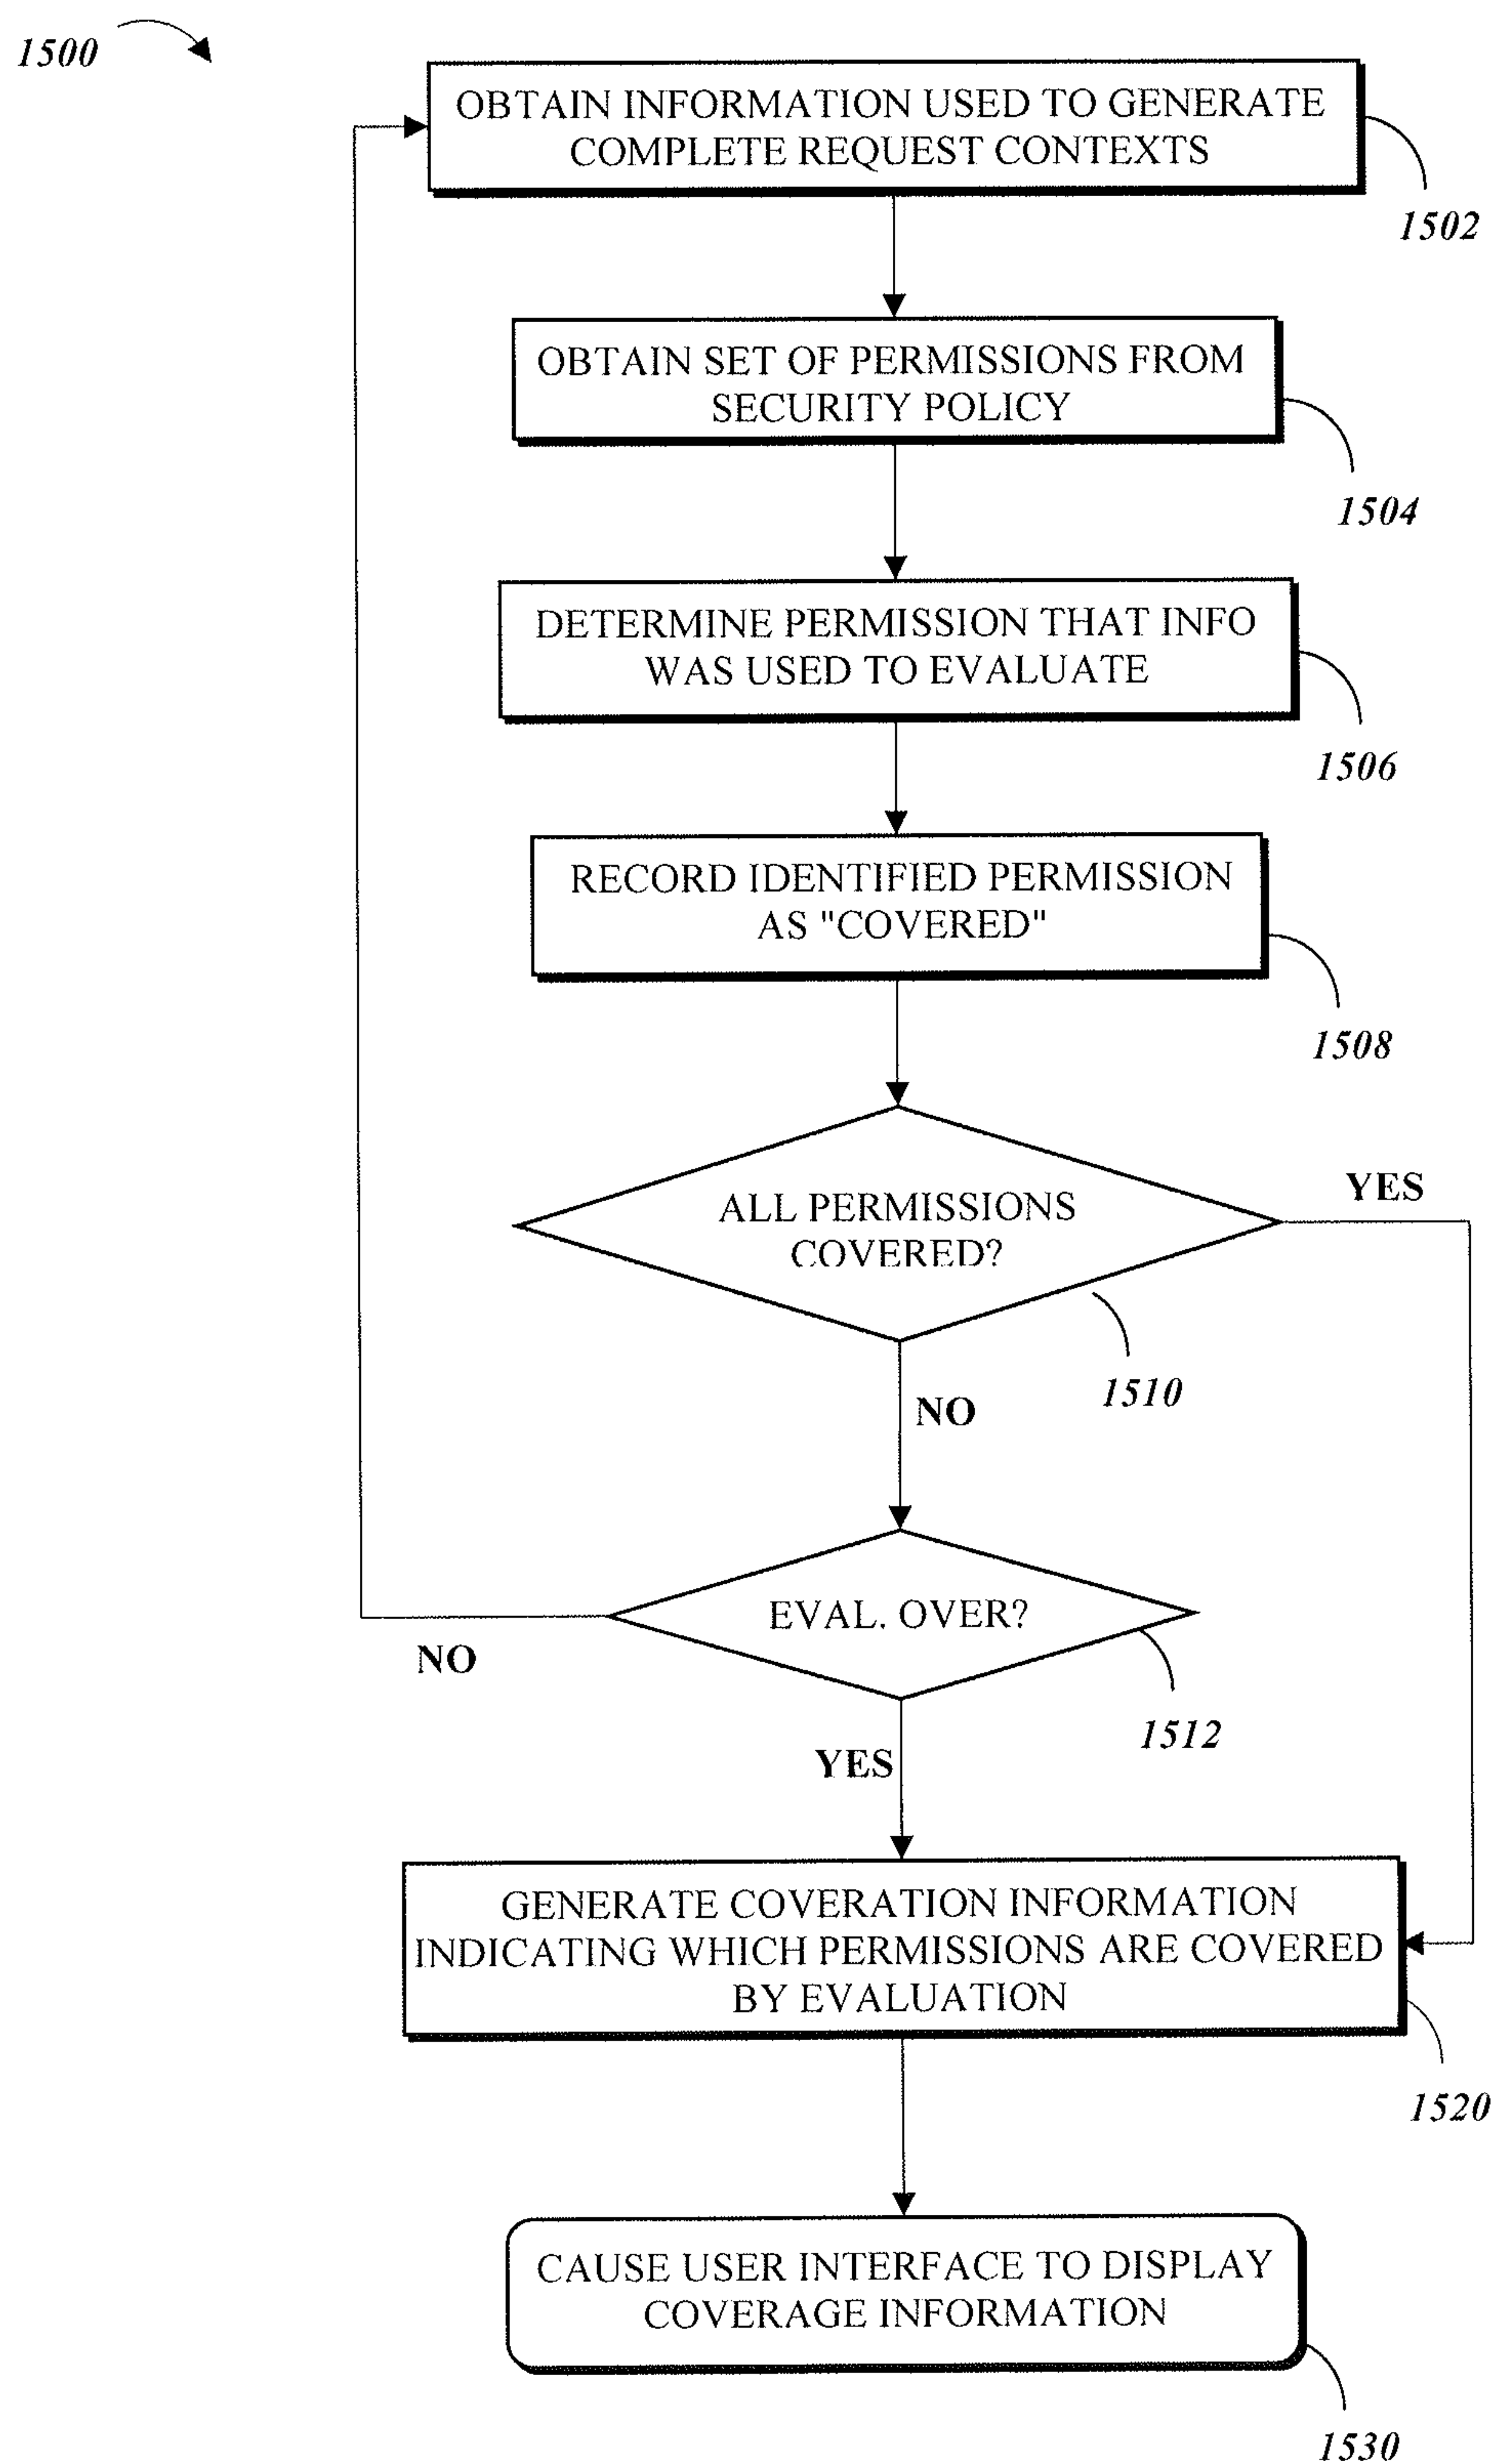 1500
OBTAIN INFORMATION USED TO GENERATE
COMPLETE REQUEST CONTEXTS
1502
OBTAIN SET OF PERMISSIONS FROM
SECURITY POLICY
1504
DETERMINE PERMISSION THAT INFO
WAS USED TO EVALUATE
1506
RECORD IDENTIFIED PERMISSION
AS "COVERED"
1508
ALL PERMISSIONS
COVERED?
YES
1510
NO
EVAL. OVER?
NO
1512
YES
GENERATE COVERATION INFORMATION
INDICATING WHICH PERMISSIONS ARE COVERED
BY EVALUATION
1520
CAUSE USER INTERFACE TO DISPLAY
COVERAGE INFORMATION
1530